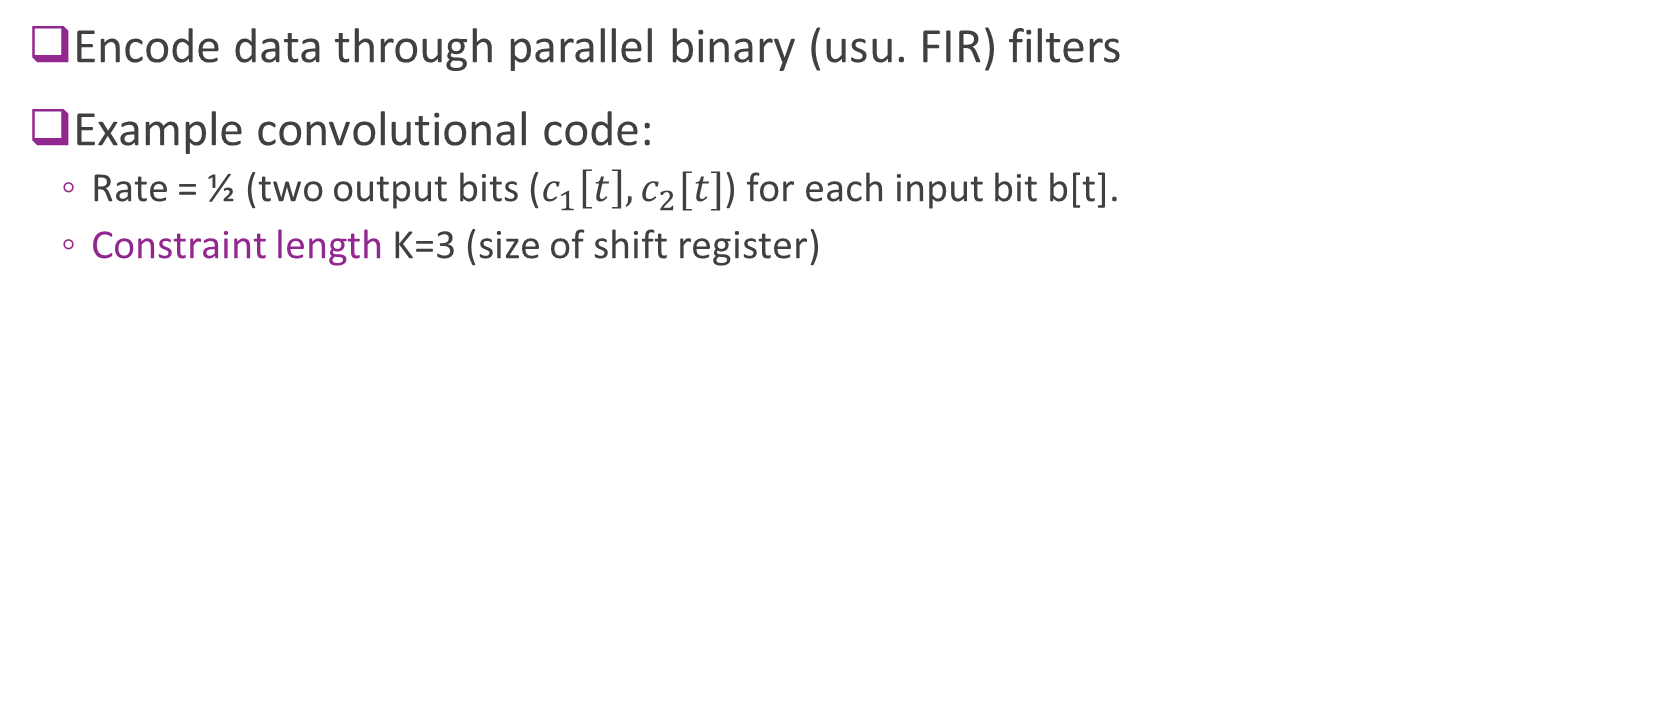 ❑Encode data through parallel binary (usu. FIR) filters
❑Example convolutional code:
◦ Rate = ½ (two output bits (𝑐₁[𝑡], 𝑐₂[𝑡]) for each input bit b[t].
◦ Constraint length K=3 (size of shift register)